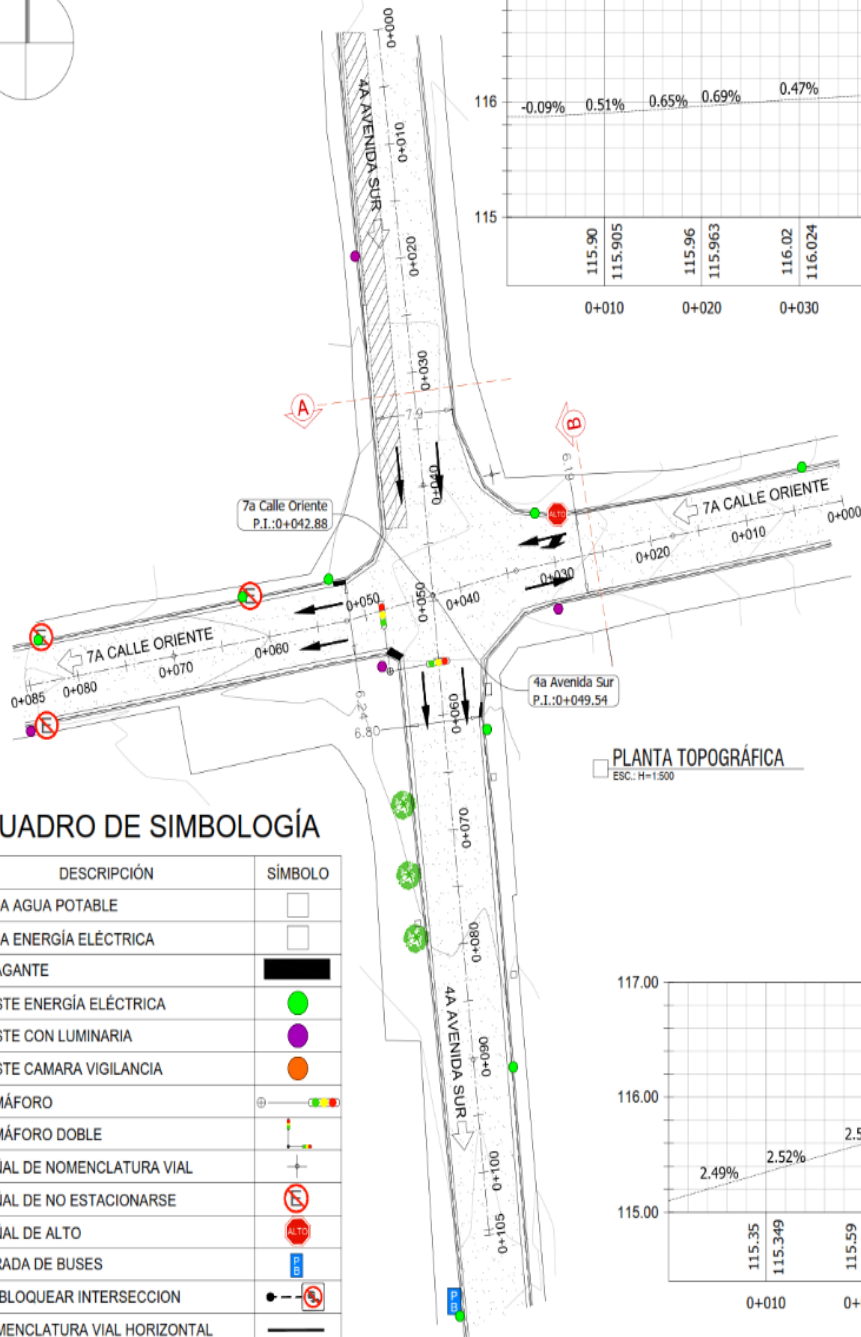 0+000
4A AVENIDA SUR
0+010
0+020
0+030
0+040
0+050
0+060
0+070
0+080
0+090
0+100
0+105
4A AVENIDA SUR
A
B
7.9
6.19
6.24
6.80
7a Calle Oriente
P.I.:0+042.88
4a Avenida Sur
P.I.:0+049.54
ALTO
7A CALLE ORIENTE
0+000
0+010
0+020
0+030
0+040
0+050
0+060
0+070
0+080
0+085
7A CALLE ORIENTE
E
E
E
P
B
PLANTA TOPOGRÁFICA
ESC.: H=1:500
116
115
-0.09%
0.51%
0.65%
0.69%
0.47%
115.90
115.905
115.96
115.963
116.02
116.024
0+010
0+020
0+030
UADRO DE SIMBOLOGÍA
DESCRIPCIÓN SÍMBOLO
A AGUA POTABLE
A ENERGÍA ELÉCTRICA
AGANTE
STE ENERGÍA ELÉCTRICA
STE CON LUMINARIA
STE CAMARA VIGILANCIA
MÁFORO
MÁFORO DOBLE
AL DE NOMENCLATURA VIAL
AL DE NO ESTACIONARSE E
AL DE ALTO ALTO
ADA DE BUSES P B
BLOQUEAR INTERSECCION
MENCLATURA VIAL HORIZONTAL
117.00
116.00
115.00
2.49%
2.52%
2.5
115.35
115.349
115.59
0+010